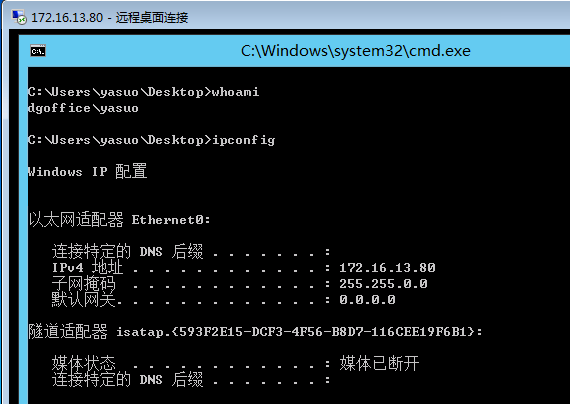 172.16.13.80 - 远程桌面连接
C:\Windows\system32\cmd.exe
C:\Users\yasuo\Desktop>whoami
dgoffice\yasuo
C:\Users\yasuo\Desktop>ipconfig
Windows IP 配置
以太网适配器 Ethernet0:
连接特定的 DNS 后缀 . . . . . . . :
IPv4 地址 . . . . . . . . . . . . : 172.16.13.80
子网掩码 . . . . . . . . . . . . : 255.255.0.0
默认网关. . . . . . . . . . . . . : 0.0.0.0
隧道适配器 isatap.{593F2E15-DCF3-4F56-B8D7-116CEE19F6B1}:
媒体状态 . . . . . . . . . . . . : 媒体已断开
连接特定的 DNS 后缀 . . . . . . . :